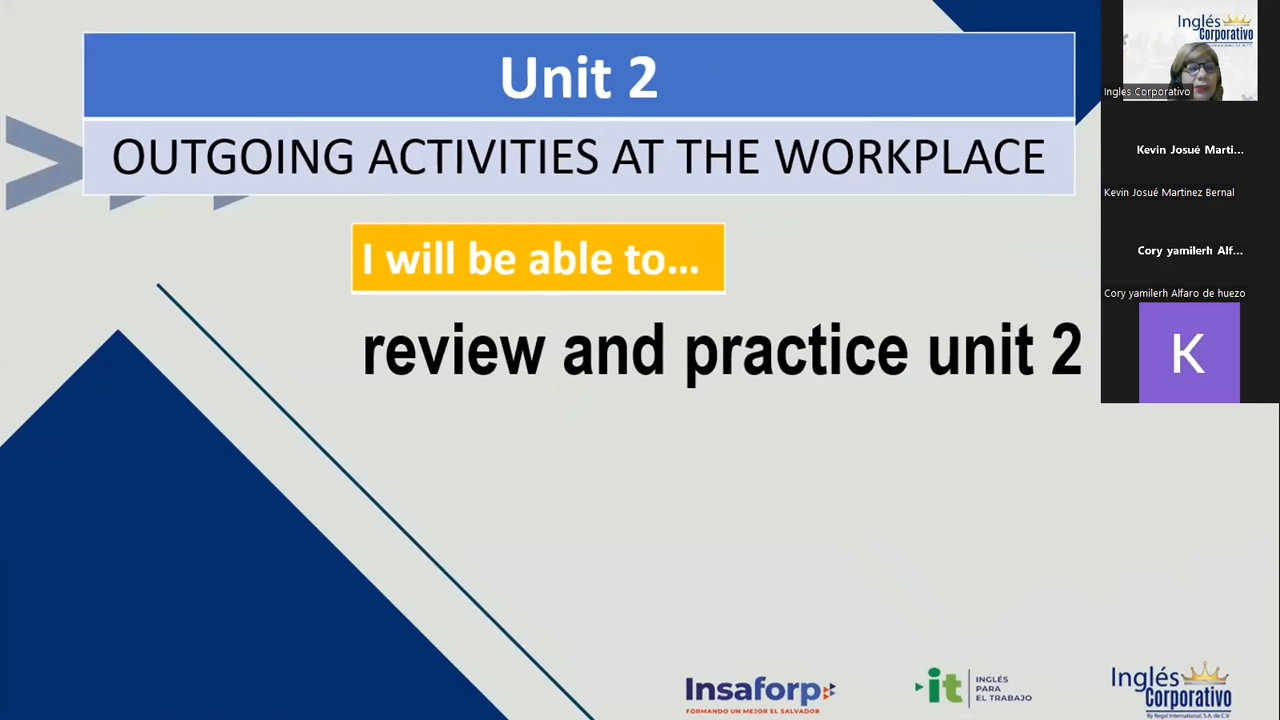 Unit 2
OUTGOING ACTIVITIES AT THE WORKPLACE
I will be able to...
review and practice unit 2
Inglés
Corporativo
Ingles Corporativo
Kevin Josué Marti...
Kevin Josué Martinez Bernal
Cory yamilerh Alf...
Cory yamilerh Alfaro de huezo
K
Insaforp
FORMANDO UN MEJOR EL SALVADOR
it
INGLÉS
PARA
EL TRABAJO
Inglés
Corporativo
By Regal International, S.A. de C.V.